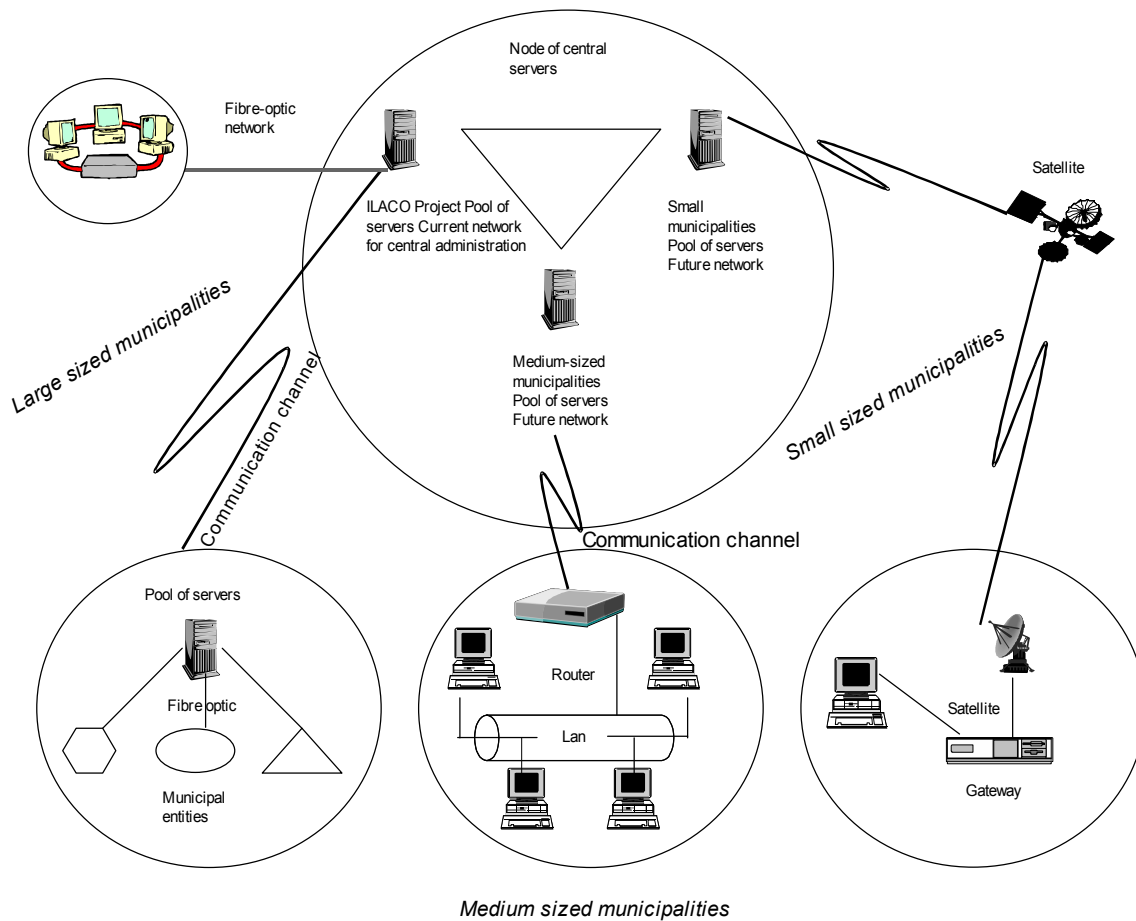 Node of central
servers
Fibre-optic
network
Satellite
ILACO Project Pool of
servers Current network
for central administration
Small
municipalities
Pool of servers
Future network
Large sized municipalities
Medium-sized
municipalities
Pool of servers
Future network
Small sized municipalities
Communication channel
Communication channel
Pool of servers
Fibre optic
Municipal
entities
Router
Lan
Satellite
Gateway
Medium sized municipalities